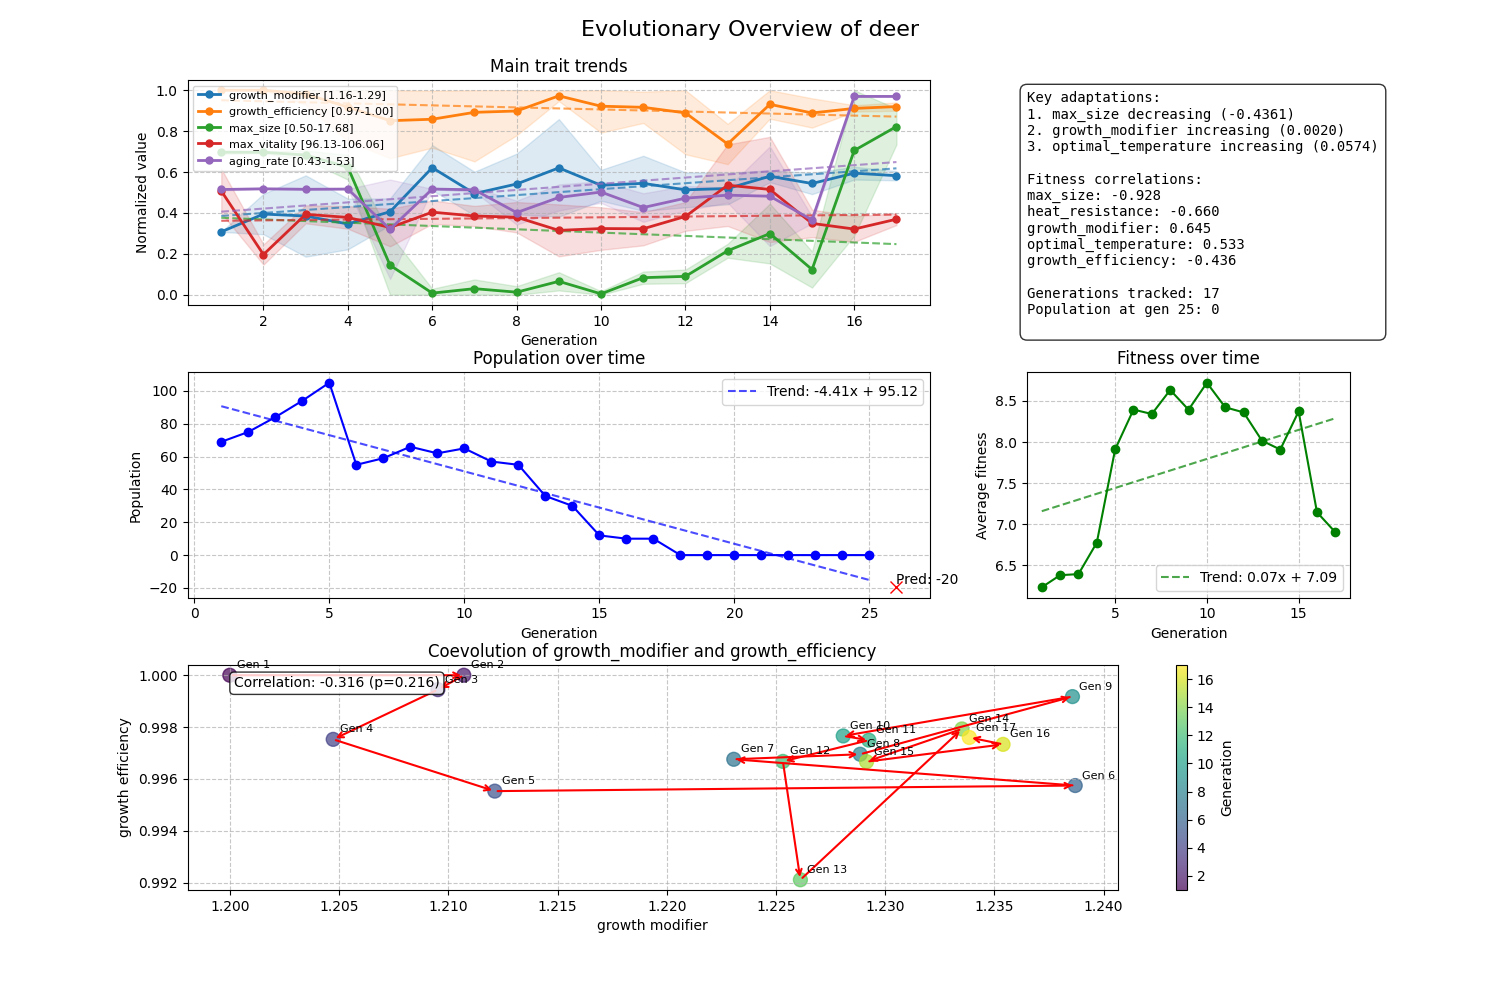 Evolutionary Overview of deer
Main trait trends
Normalized value
1.0
0.8
0.6
0.4
0.2
0.0
growth_modifier [1.16-1.29]
growth_efficiency [0.97-1.00]
max_size [0.50-17.68]
max_vitality [96.13-106.06]
aging_rate [0.43-1.53]
2 4 6 8 10 12 14 16
Generation
Key adaptations:
1. max_size decreasing (-0.4361)
2. growth_modifier increasing (0.0020)
3. optimal_temperature increasing (0.0574)
Fitness correlations:
max_size: -0.928
heat_resistance: -0.660
growth_modifier: 0.645
optimal_temperature: 0.533
growth_efficiency: -0.436
Generations tracked: 17
Population at gen 25: 0
Population over time
Population
100
80
60
40
20
0
−20
Trend: -4.41x + 95.12
Pred: -20
0 5 10 15 20 25
Generation
Fitness over time
Average fitness
8.5
8.0
7.5
7.0
6.5
Trend: 0.07x + 7.09
5 10 15
Generation
Coevolution of growth_modifier and growth_efficiency
growth efficiency
1.000
0.998
0.996
0.994
0.992
Correlation: -0.316 (p=0.216)
Gen 1
Gen 2
Gen 3
Gen 4
Gen 5
Gen 6
Gen 7
Gen 8
Gen 9
Gen 10
Gen 11
Gen 12
Gen 13
Gen 14
Gen 15
Gen 16
Gen 17
1.200 1.205 1.210 1.215 1.220 1.225 1.230 1.235 1.240
growth modifier
16
14
12
10
8
6
4
2
Generation